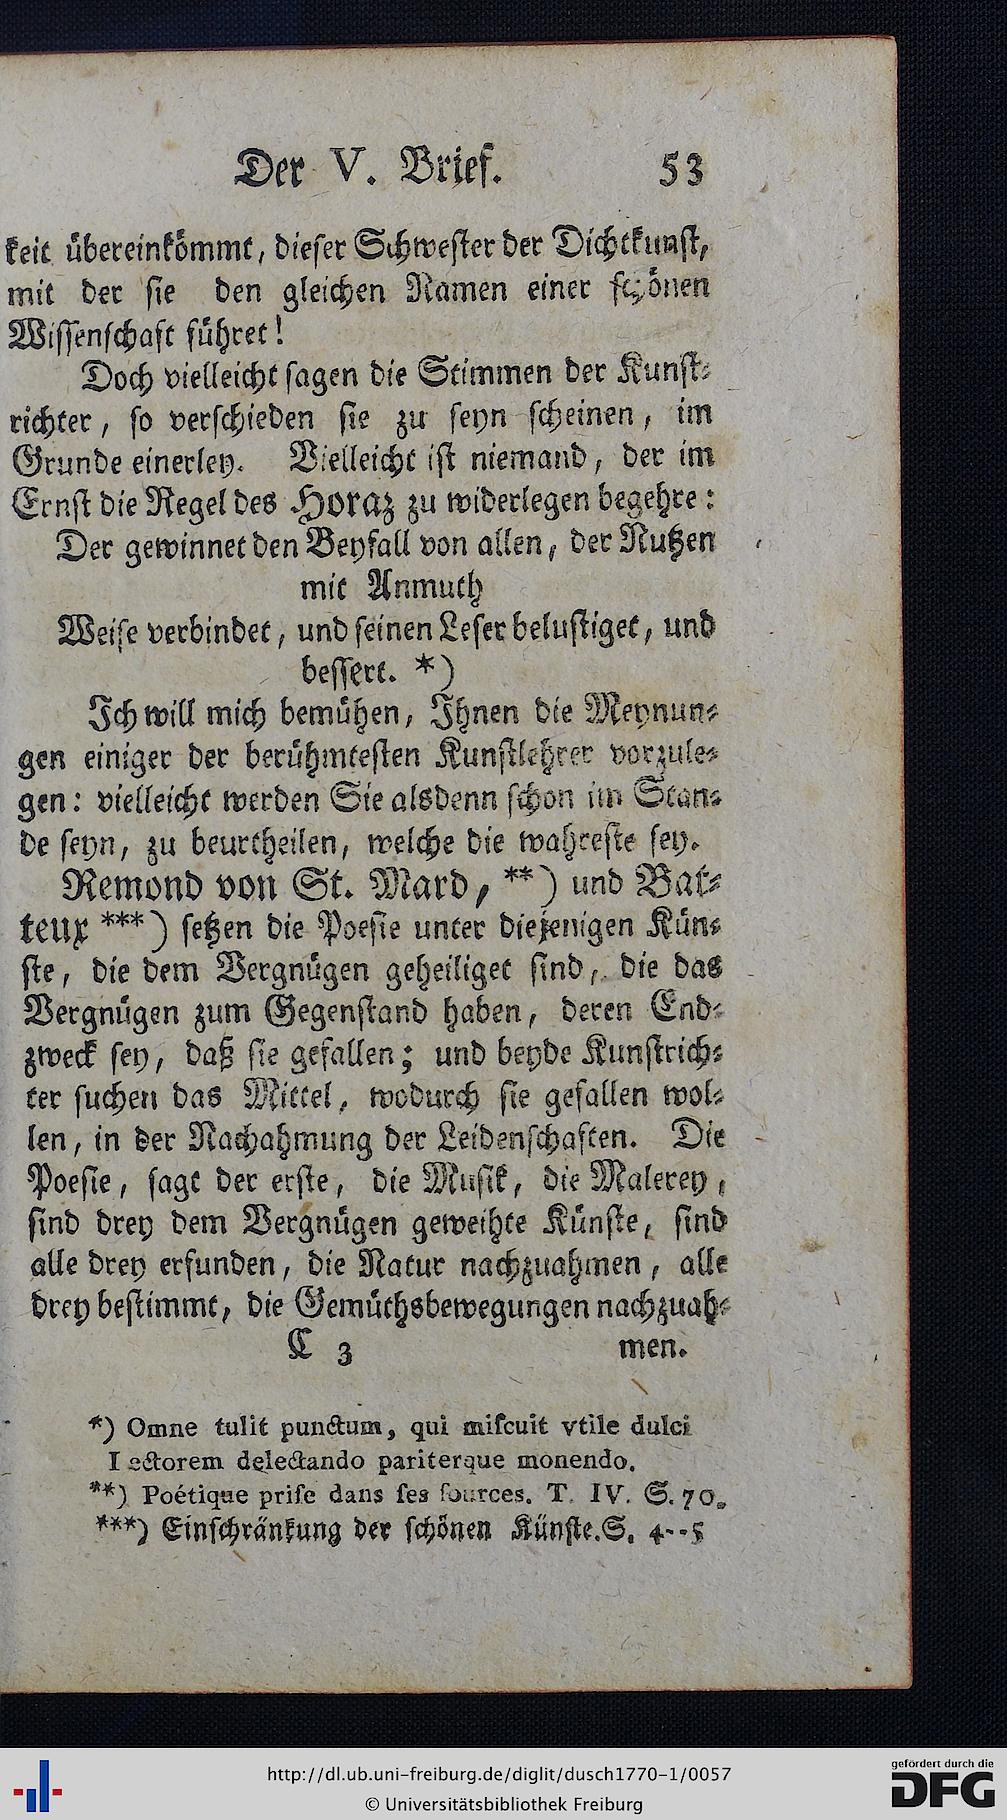 Der V. Brief. 53
keit übereinkömmt, dieser Schwester der Dichtkunst,
mit der sie den gleichen Namen einer schönen
Wissenschaft führet!
Doch vielleicht sagen die Stimmen der Kunst-
richter, so verschieden sie zu seyn scheinen, im
Grunde einerley. Vielleicht ist niemand, der im
Ernst die Regel des Horaz zu widerlegen begehre:
Der gewinnet den Beyfall von allen, der Nutzen
mit Anmuth
Weise verbindet, und seinen Leser belustiget, und
bessert. *)
Ich will mich bemühen, Ihnen die Meynun-
gen einiger der berühmtesten Kunstlehrer vorzule-
gen: vielleicht werden Sie alsdenn schon im Stan-
de seyn, zu beurtheilen, welche die wahreste sey.
Remond von St. Mard, **) und Bat-
teux ***) setzen die Poesie unter diejenigen Kün-
ste, die dem Vergnügen geheiliget sind, die das
Vergnügen zum Gegenstand haben, deren End-
zweck sey, daß sie gefallen; und beyde Kunstrich-
ter suchen das Mittel, wodurch sie gefallen wol-
len, in der Nachahmung der Leidenschaften. Die
Poesie, sagt der erste, die Musik, die Malerey,
sind drey dem Vergnügen geweihte Künste, sind
alle drey erfunden, die Natur nachzuahmen, alle
drey bestimmt, die Gemüthsbewegungen nachzuah-
C 3 men.
*) Omne tulit punctum, qui miscuit vtile dulci
Lectorem delectando pariterque monendo.
**) Poétique prise dans ses sources. T. IV. S. 70.
***) Einschränkung der schönen Künste. S. 4--5
http://dl.ub.uni-freiburg.de/diglit/dusch1770-1/0057
© Universitätsbibliothek Freiburg
gefördert durch die
DFG